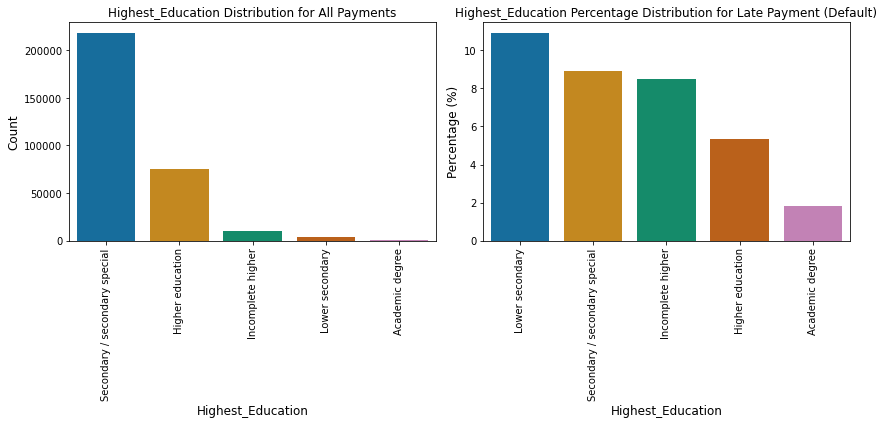 Highest_Education Distribution for All Payments
Count
200000
150000
100000
50000
0
Secondary / secondary special
Higher education
Incomplete higher
Lower secondary
Academic degree
Highest_Education
Highest_Education Percentage Distribution for Late Payment (Default)
Percentage (%)
10
8
6
4
2
0
Lower secondary
Secondary / secondary special
Incomplete higher
Higher education
Academic degree
Highest_Education